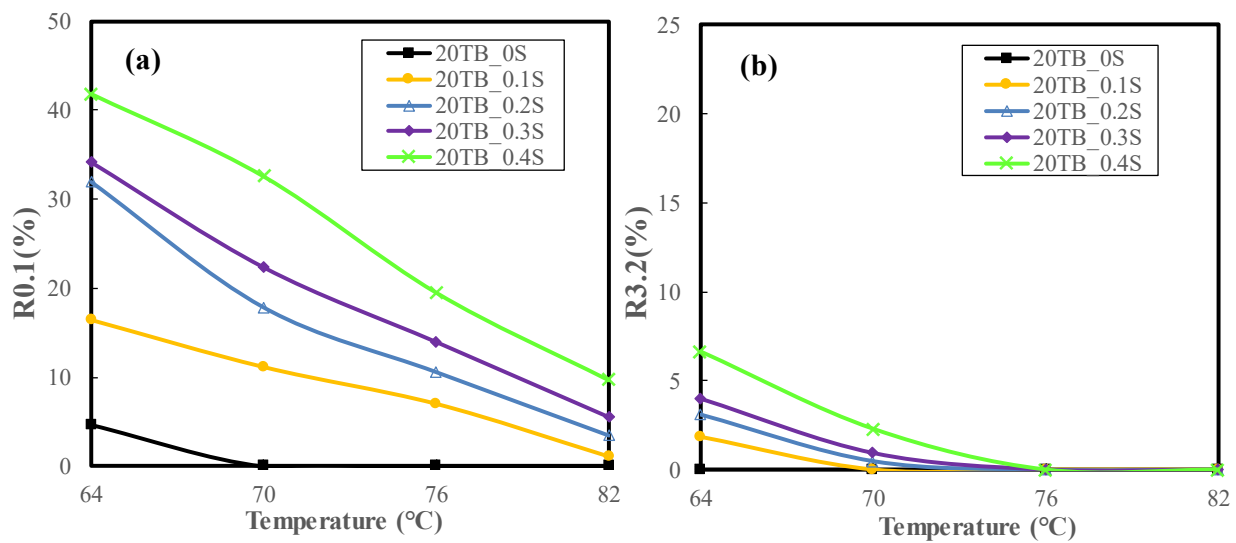 (a)
R0.1(%)
50
40
30
20
10
0
20TB_0S
20TB_0.1S
20TB_0.2S
20TB_0.3S
20TB_0.4S
64 70 76 82
Temperature (°C)
(b)
R3.2(%)
25
20
15
10
5
0
20TB_0S
20TB_0.1S
20TB_0.2S
20TB_0.3S
20TB_0.4S
64 70 76 82
Temperature (°C)